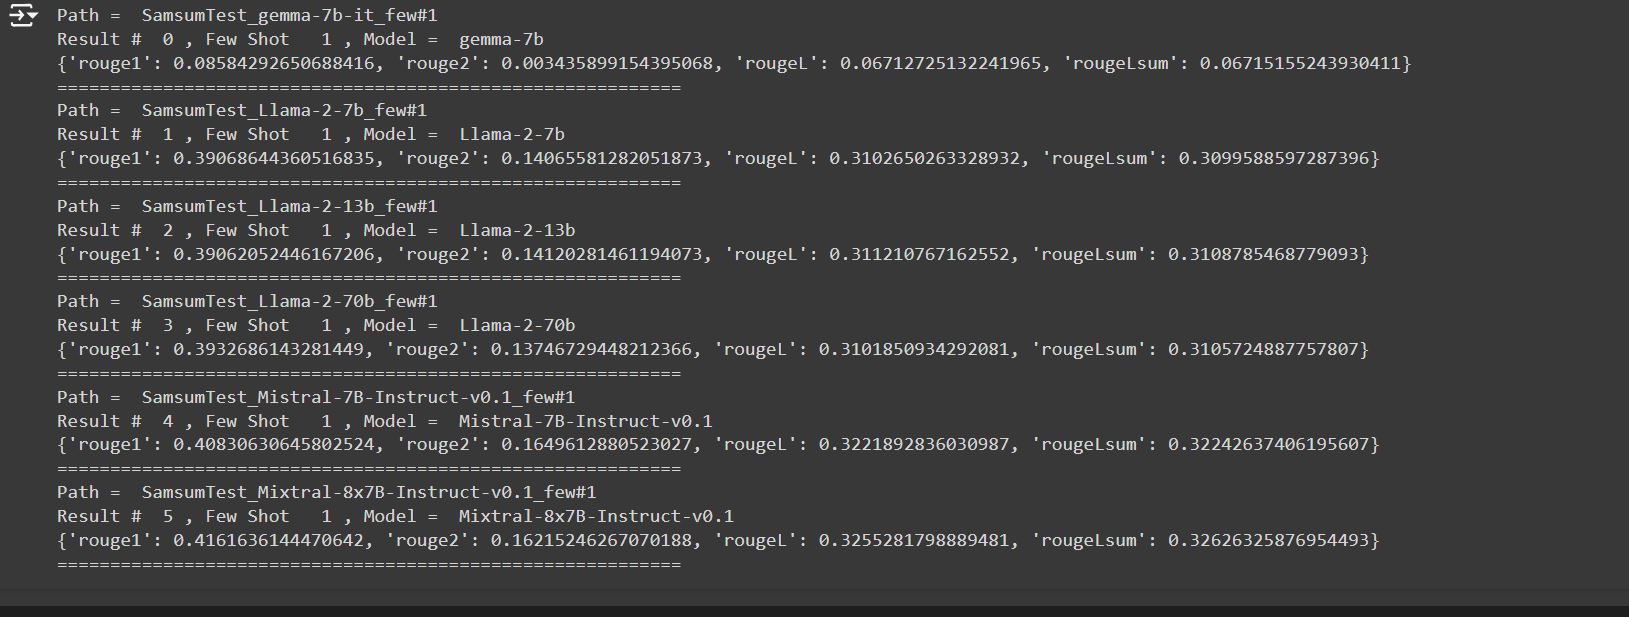 Path =  SamsumTest_gemma-7b-it_few#1
Result #  0 , Few Shot   1 , Model =  gemma-7b
{'rouge1': 0.08584292650688416, 'rouge2': 0.003435899154395068, 'rougeL': 0.06712725132241965, 'rougeLsum': 0.06715155243930411}
===========================================================
Path =  SamsumTest_Llama-2-7b_few#1
Result #  1 , Few Shot   1 , Model =  Llama-2-7b
{'rouge1': 0.39068644360516835, 'rouge2': 0.14065581282051873, 'rougeL': 0.3102650263328932, 'rougeLsum': 0.3099588597287396}
===========================================================
Path =  SamsumTest_Llama-2-13b_few#1
Result #  2 , Few Shot   1 , Model =  Llama-2-13b
{'rouge1': 0.39062052446167206, 'rouge2': 0.14120281461194073, 'rougeL': 0.311210767162552, 'rougeLsum': 0.3108785468779093}
===========================================================
Path =  SamsumTest_Llama-2-70b_few#1
Result #  3 , Few Shot   1 , Model =  Llama-2-70b
{'rouge1': 0.3932686143281449, 'rouge2': 0.13746729448212366, 'rougeL': 0.3101850934292081, 'rougeLsum': 0.3105724887757807}
===========================================================
Path =  SamsumTest_Mistral-7B-Instruct-v0.1_few#1
Result #  4 , Few Shot   1 , Model =  Mistral-7B-Instruct-v0.1
{'rouge1': 0.40830630645802524, 'rouge2': 0.1649612880523027, 'rougeL': 0.3221892836030987, 'rougeLsum': 0.32242637406195607}
===========================================================
Path =  SamsumTest_Mixtral-8x7B-Instruct-v0.1_few#1
Result #  5 , Few Shot   1 , Model =  Mixtral-8x7B-Instruct-v0.1
{'rouge1': 0.4161636144470642, 'rouge2': 0.16215246267070188, 'rougeL': 0.3255281798889481, 'rougeLsum': 0.32626325876954493}
===========================================================